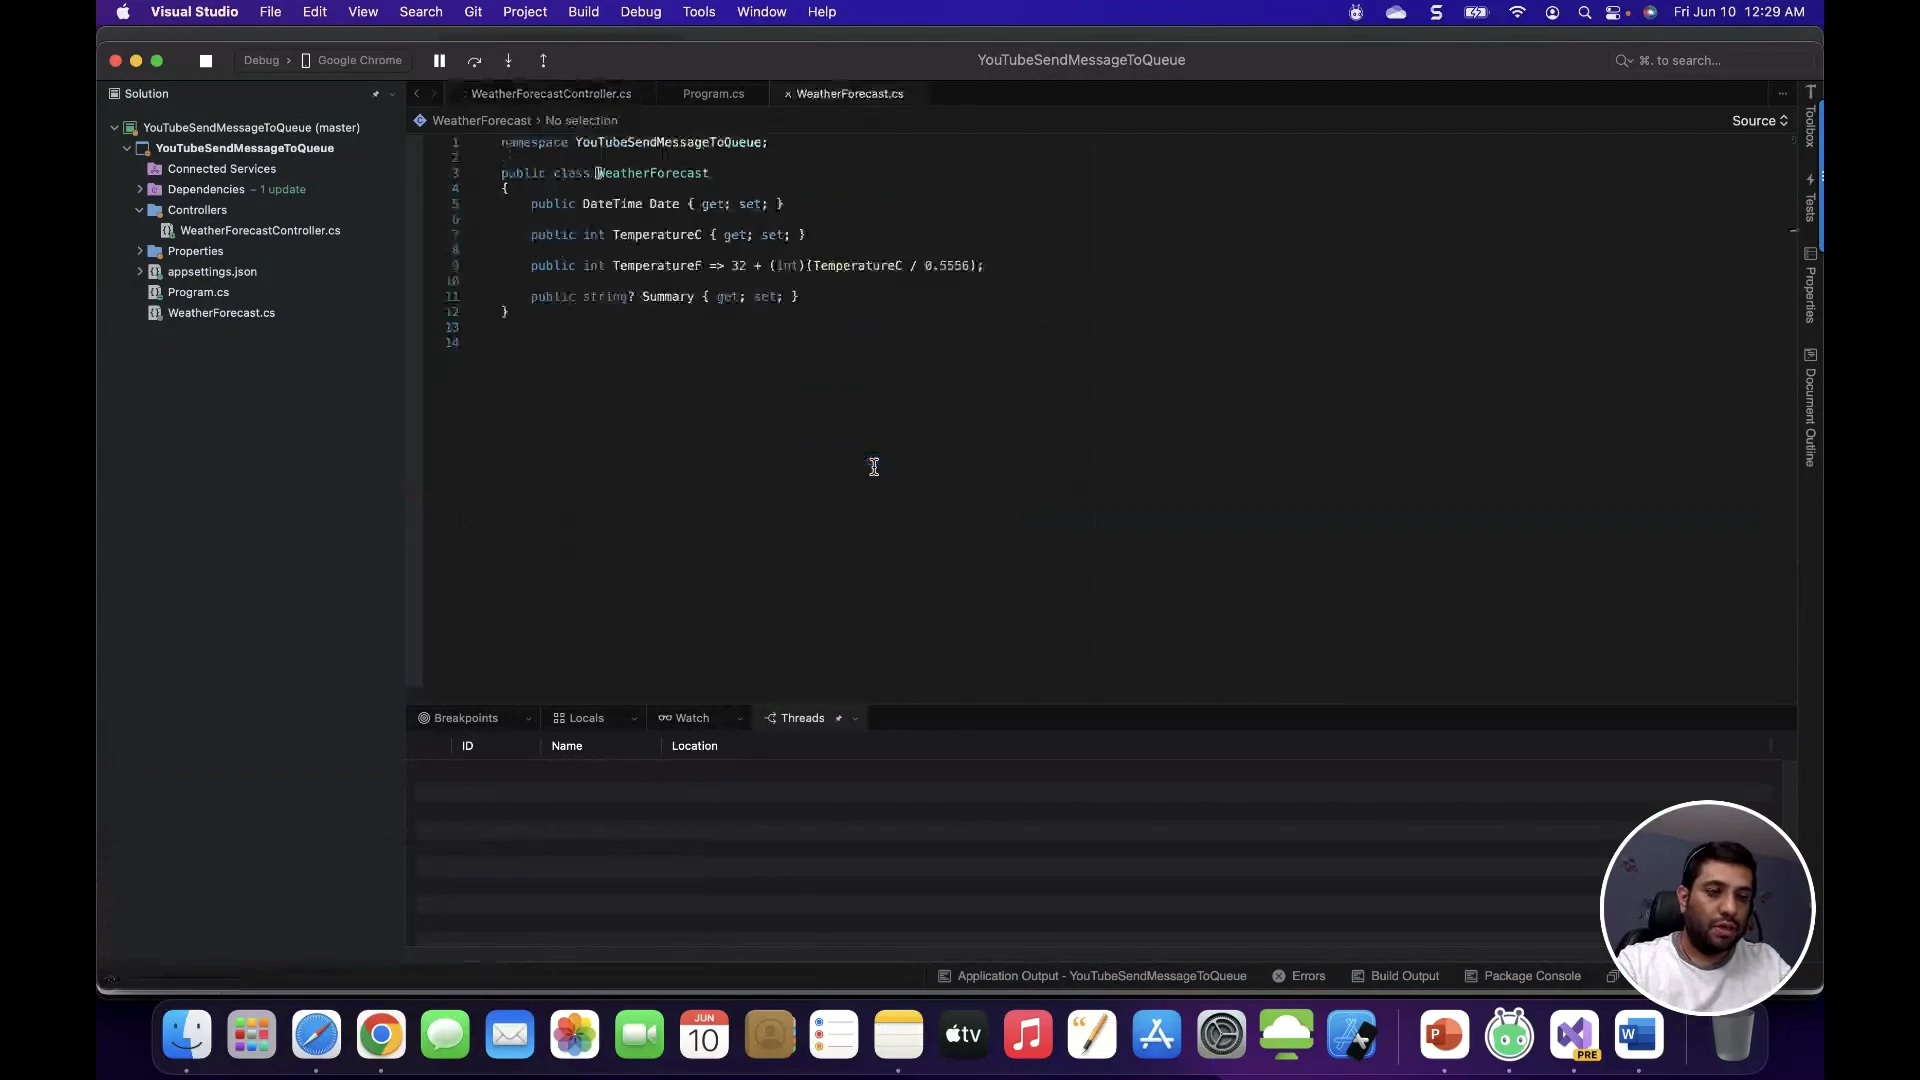 Visual Studio File Edit View Search Git Project Build Debug Tools Window Help
S Fri Jun 10 12:29 AM
Debug › Google Chrome
YouTubeSendMessageToQueue
⌘. to search...
Solution
WeatherForecastController.cs
Program.cs
× WeatherForecast.cs
WeatherForecast › No selection
Source
YouTubeSendMessageToQueue (master)
YouTubeSendMessageToQueue
Connected Services
Dependencies – 1 update
Controllers
WeatherForecastController.cs
Properties
appsettings.json
Program.cs
WeatherForecast.cs
1 namespace YouTubeSendMessageToQueue;
2
3 public class WeatherForecast
4 {
5 public DateTime Date { get; set; }
6
7 public int TemperatureC { get; set; }
8
9 public int TemperatureF => 32 + (int)(TemperatureC / 0.5556);
10
11 public string? Summary { get; set; }
12 }
13
14
Toolbox
Tests
Properties
Document Outline
Breakpoints
Locals
Watch
Threads
ID
Name
Location
Application Output - YouTubeSendMessageToQueue
Errors
Build Output
Package Console
JUN
10
tv
P
PRE
W